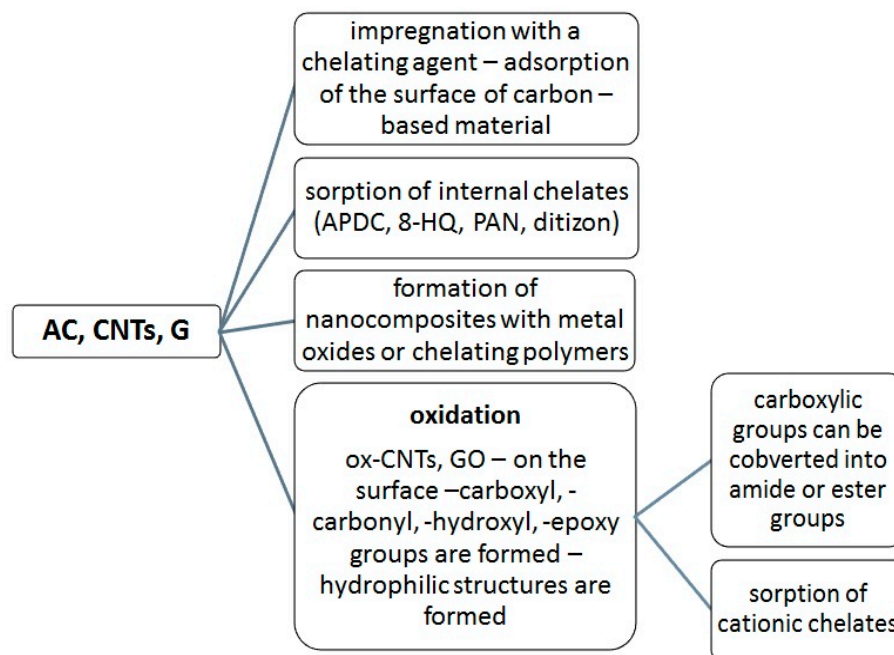 impregnation with a
chelating agent – adsorption
of the surface of carbon –
based material
sorption of internal chelates
(APDC, 8-HQ, PAN, ditizon)
formation of
nanocomposites with metal
oxides or chelating polymers
AC, CNTs, G
oxidation
ox-CNTs, GO – on the
surface –carboxyl, -
carbonyl, -hydroxyl, -epoxy
groups are formed –
hydrophilic structures are
formed
carboxylic
groups can be
cobverted into
amide or ester
groups
sorption of
cationic chelates